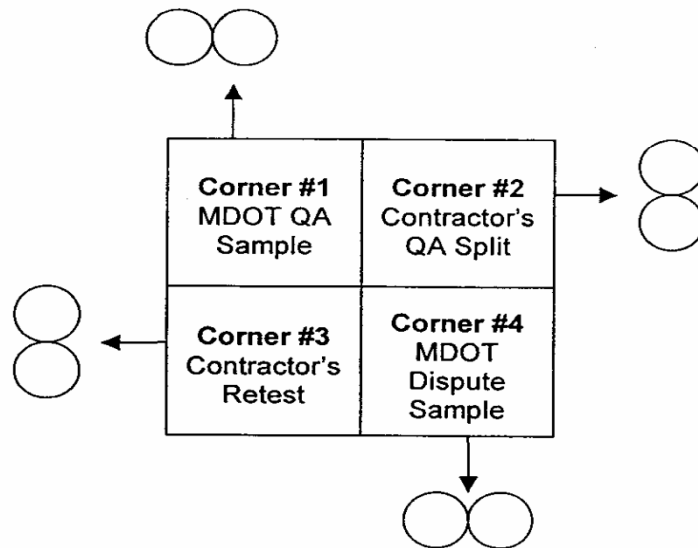 Corner #1
MDOT QA
Sample
Corner #2
Contractor's
QA Split
Corner #3
Contractor's
Retest
Corner #4
MDOT
Dispute
Sample